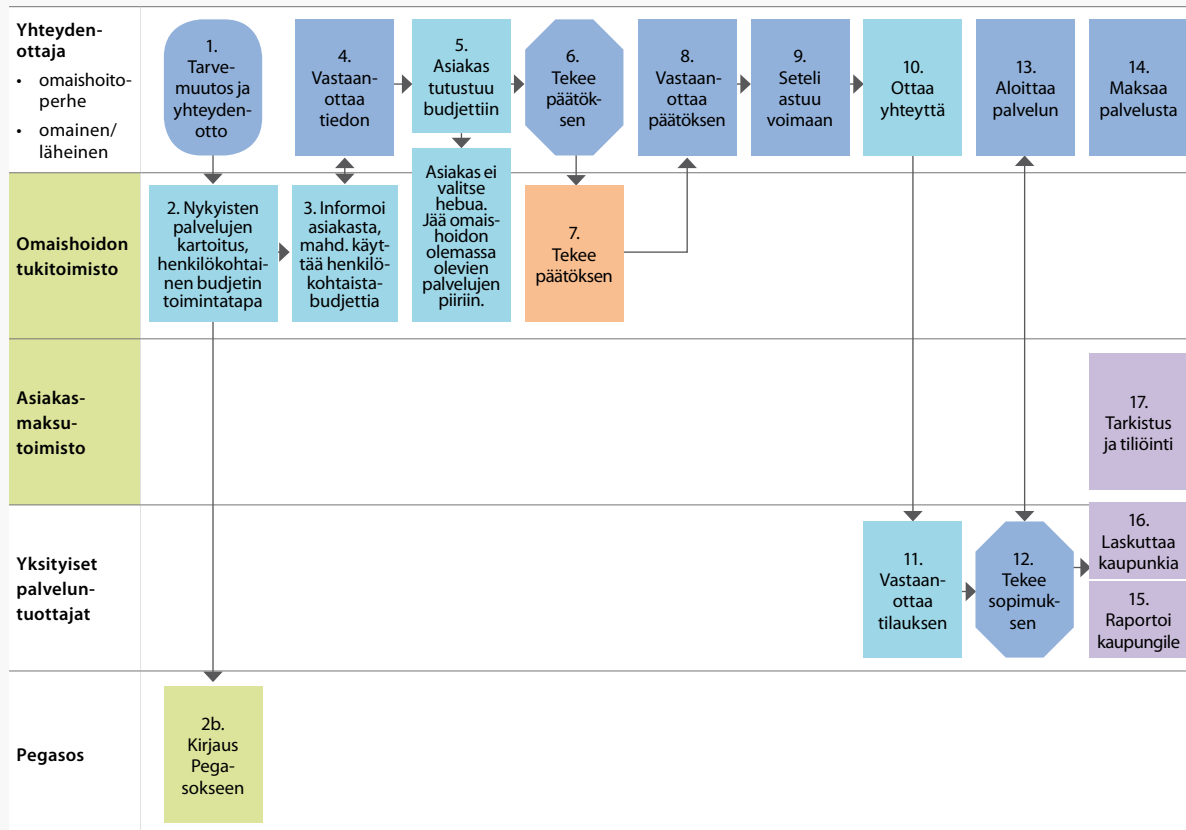 Yhteyden-
ottaja
• omaishoito-
perhe
• omainen/
läheinen
1.
Tarve-
muutos ja
yhteyden-
otto
4.
Vastaan-
ottaa
tiedon
5.
Asiakas
tutustuu
budjettiin
6.
Tekee
päätök-
sen
8.
Vastaan-
ottaa
päätöksen
9.
Seteli
astuu
voimaan
10.
Ottaa
yhteyttä
13.
Aloittaa
palvelun
14.
Maksaa
palvelusta
Omaishoidon
tukitoimisto
2. Nykyisten
palvelujen
kartoitus,
henkilökohtai-
nen budjetin
toimintatapa
3. Informoi
asiakasta,
mahd. käyt-
tää henkilö-
kohtaista-
budjettia
Asiakas ei
valitse
hebua.
Jää omais-
hoidon
olemassa
olevien
palvelujen
piiriin.
7.
Tekee
päätöksen
Asiakas-
maksu-
toimisto
17.
Tarkistus
ja tiliöinti
Yksityiset
palvelun-
tuottajat
11.
Vastaan-
ottaa
tilauksen
12.
Tekee
sopimuk-
sen
16.
Laskuttaa
kaupunkia
15.
Raportoi
kaupungile
Pegasos
2b.
Kirjaus
Pega-
sokseen